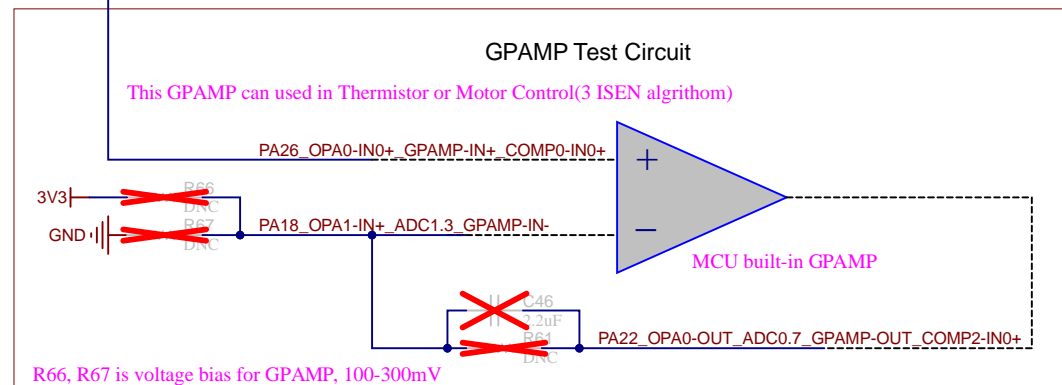 GPAMP Test Circuit
This GPAMP can used in Thermistor or Motor Control(3 ISEN algrithom)
PA26_OPA0-IN0+_GPAMP-IN+_COMP0-IN0+
+
3V3
R66
DNC
GND
R67
DNC
PA18_OPA1-IN+_ADC1.3_GPAMP-IN-
−
MCU built-in GPAMP
C46
2.2uF
PA22_OPA0-OUT_ADC0.7_GPAMP-OUT_COMP2-IN0+
R61
DNC
R66, R67 is voltage bias for GPAMP, 100-300mV